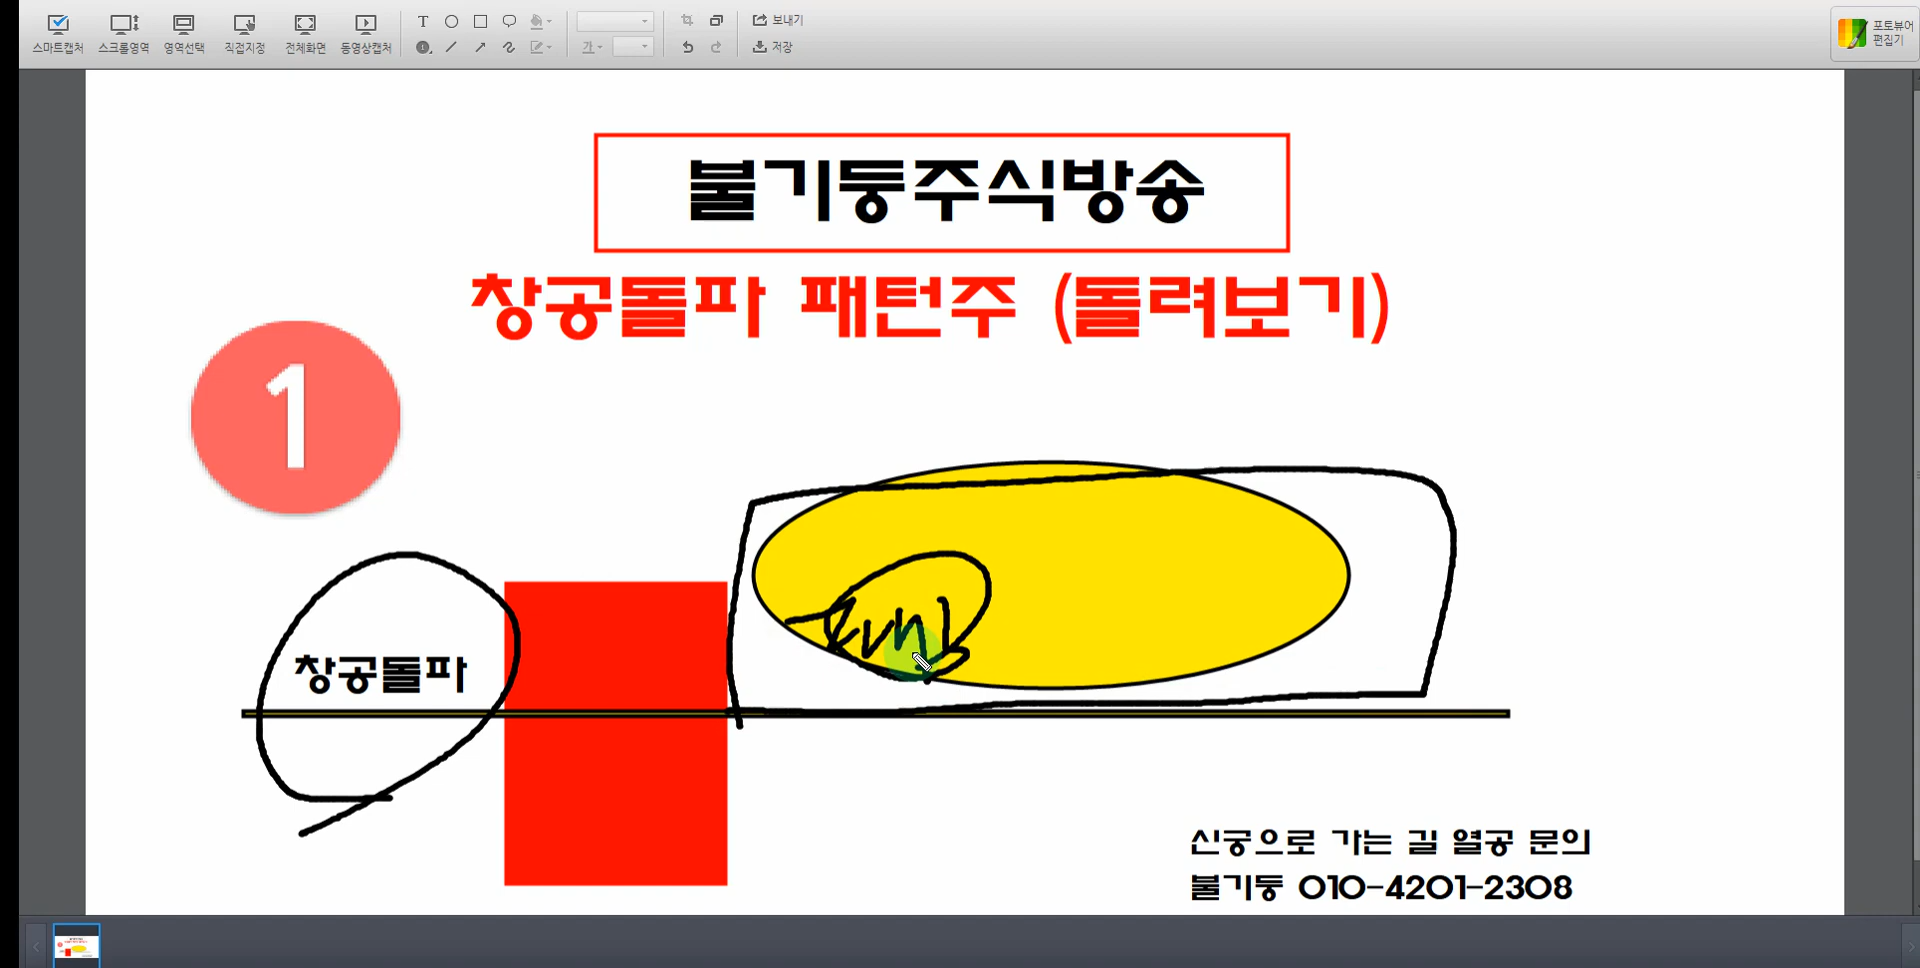 T
보내기
포토뷰어
편집기
스마트캡처 스크롤영역 영역선택 직접지정 전체화면 동영상캡처
가
저장
불기둥주식방송
창공돌파 패턴주 (돌려보기)
1
창공돌파
신궁으로 가는 길 열공 문의
불기둥 010-4201-2308